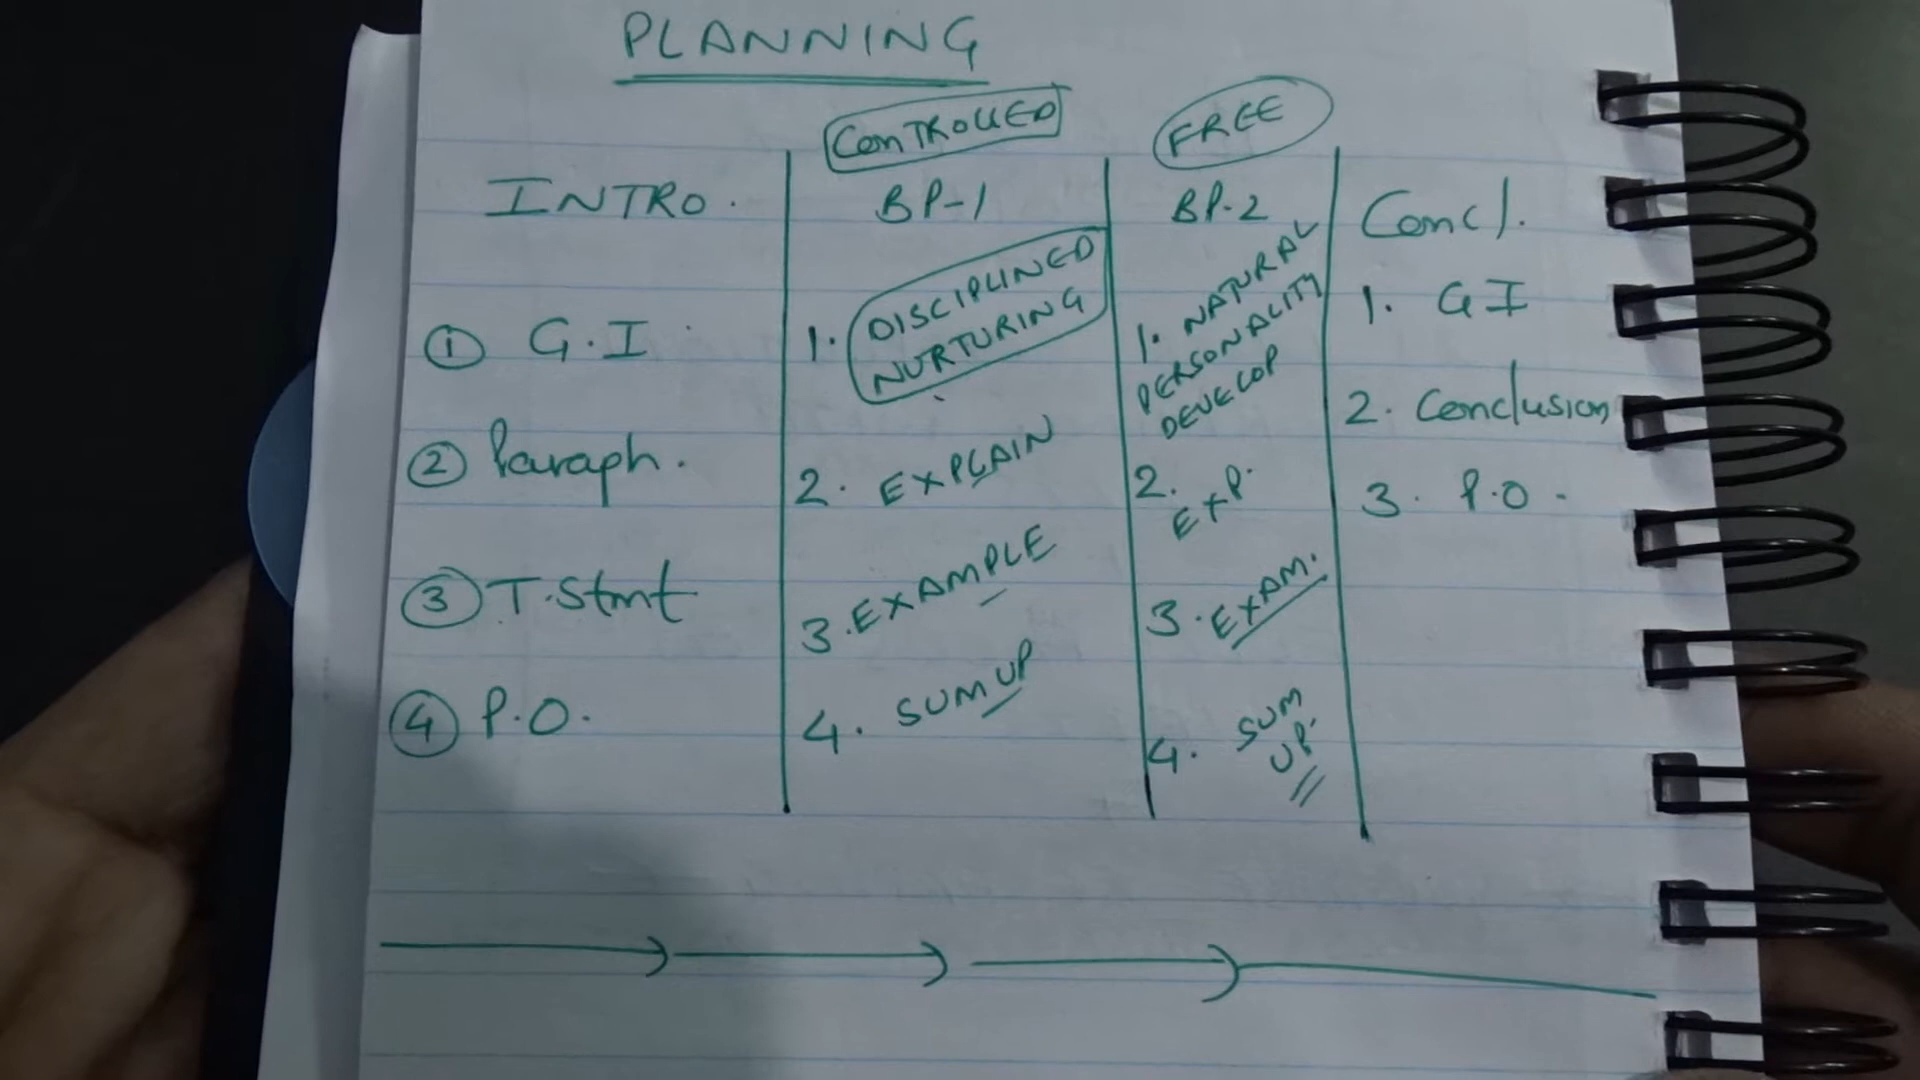 PLANNING
CONTROLLED
FREE
INTRO.
① G.I.
② Paraph.
③ T.Stmt
④ P.O.
BP-1
1. DISCIPLINED
NURTURING
2. EXPLAIN
3. EXAMPLE
4. SUM UP
BP-2
1. NATURAL
PERSONALITY
DEVELOP
2. EXP.
3. EXAM.
4. SUM
UP.
Concl.
1. GI
2. Conclusion
3. P.O.